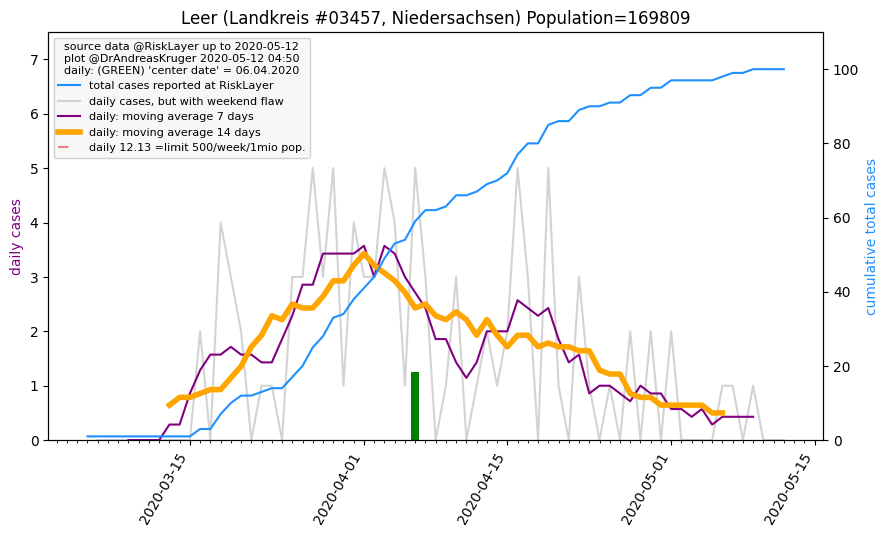 Leer (Landkreis #03457, Niedersachsen) Population=169809
source data @RiskLayer up to 2020-05-12
plot @DrAndreasKruger 2020-05-12 04:50
daily: (GREEN) 'center date' = 06.04.2020
total cases reported at RiskLayer
daily cases, but with weekend flaw
daily: moving average 7 days
daily: moving average 14 days
daily 12.13 =limit 500/week/1mio pop.
daily cases
7
6
5
4
3
2
1
0
cumulative total cases
100
80
60
40
20
0
2020-03-15
2020-04-01
2020-04-15
2020-05-01
2020-05-15